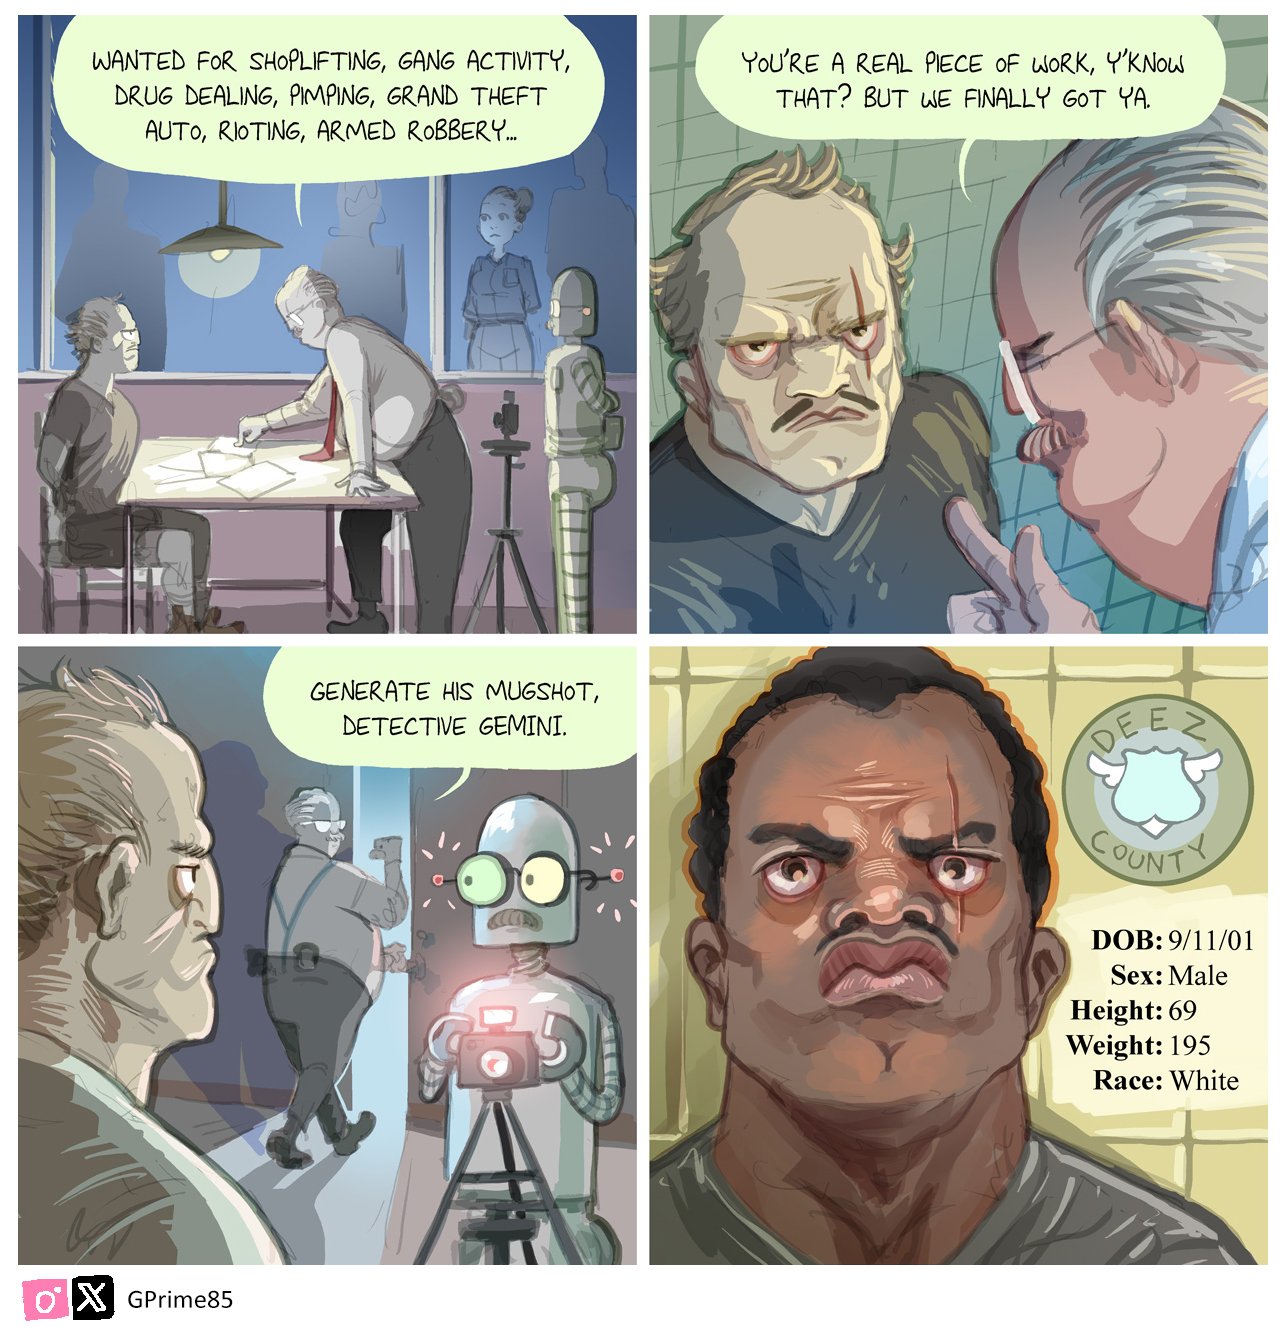 WANTED FOR SHOPLIFTING, GANG ACTIVITY,
DRUG DEALING, PIMPING, GRAND THEFT
AUTO, RIOTING, ARMED ROBBERY...
YOU'RE A REAL PIECE OF WORK, Y'KNOW
THAT? BUT WE FINALLY GOT YA.
GENERATE HIS MUGSHOT,
DETECTIVE GEMINI.
DEEZ
COUNTY
DOB: 9/11/01
Sex: Male
Height: 69
Weight: 195
Race: White
GPrime85